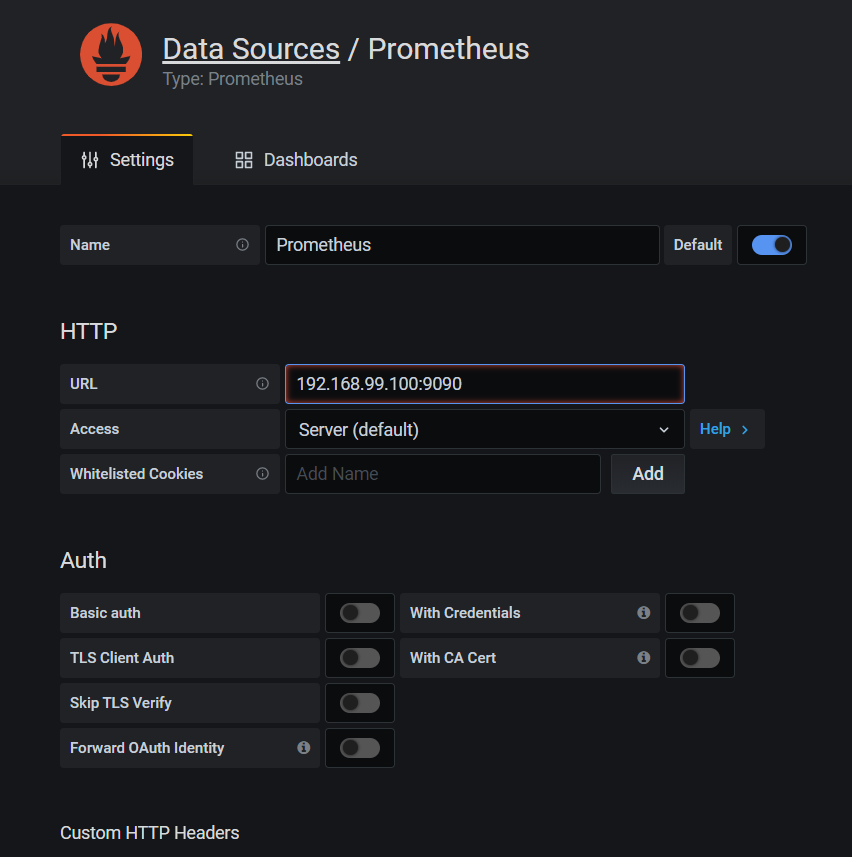 Data Sources / Prometheus
Type: Prometheus
Settings
Dashboards
Name
Prometheus
Default
HTTP
URL
192.168.99.100:9090
Access
Server (default)
Help
Whitelisted Cookies
Add Name
Add
Auth
Basic auth
With Credentials
TLS Client Auth
With CA Cert
Skip TLS Verify
Forward OAuth Identity
Custom HTTP Headers